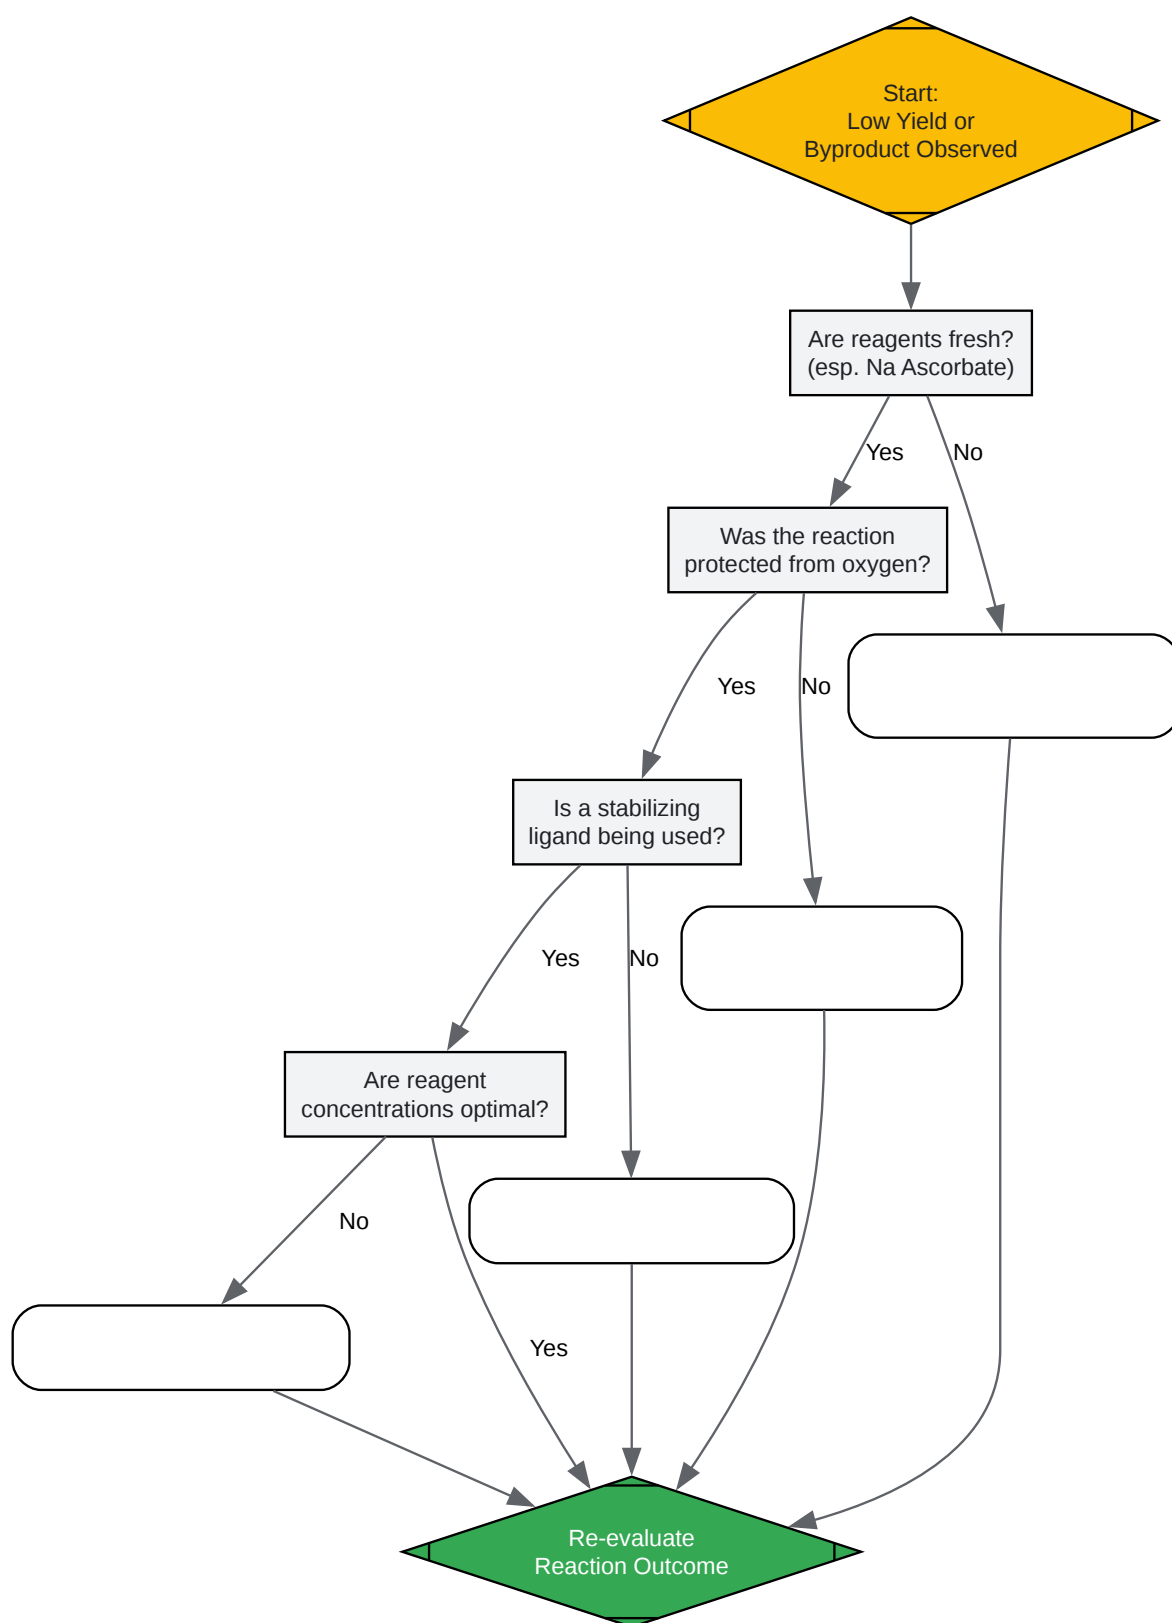 Start:
Low Yield or
Byproduct Observed
Are reagents fresh?
(esp. Na Ascorbate)
Yes
No
Was the reaction
protected from oxygen?
Yes
No
Is a stabilizing
ligand being used?
Yes
No
Are reagent
concentrations optimal?
No
Yes
Re-evaluate
Reaction Outcome